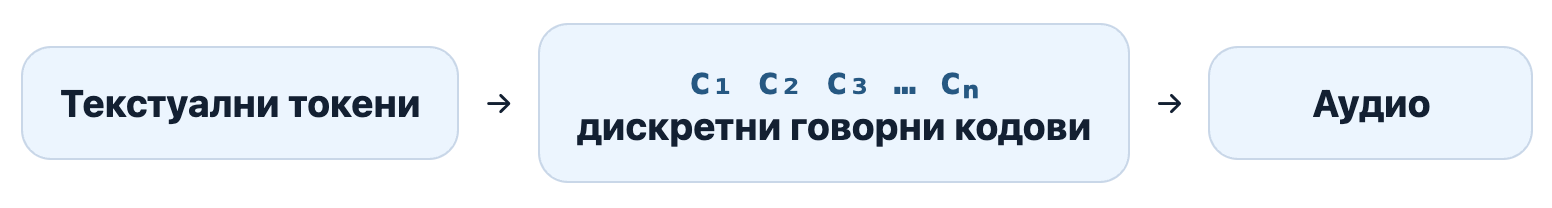 Текстуални токени
→
c₁ c₂ c₃ … cₙ
дискретни говорни кодови
→
Аудио